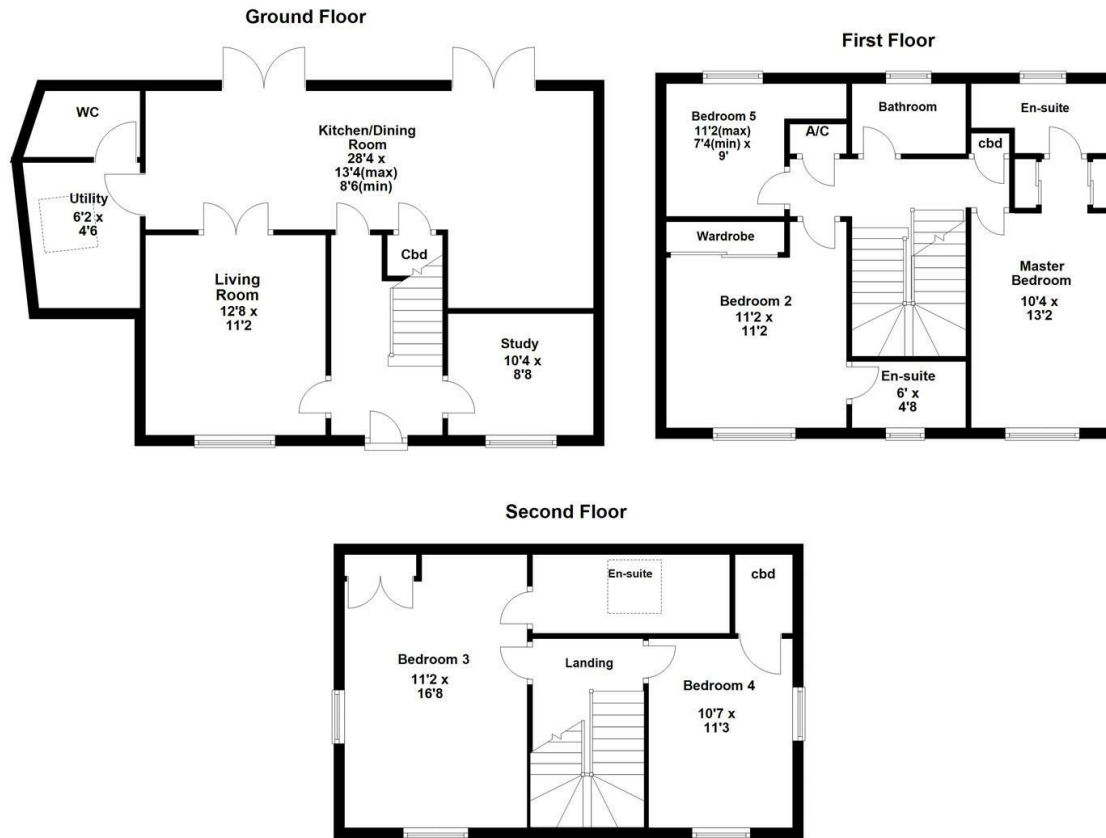 Ground Floor
WC
Kitchen/Dining
Room
28'4 x
13'4(max)
8'6(min)
Utility
6'2 x
4'6
Cbd
Living
Room
12'8 x
11'2
Study
10'4 x
8'8
First Floor
Bedroom 5
11'2(max)
7'4(min) x
9'
A/C
Bathroom
En-suite
cbd
Wardrobe
Bedroom 2
11'2 x
11'2
Master
Bedroom
10'4 x
13'2
En-suite
6' x
4'8
Second Floor
En-suite
cbd
Bedroom 3
11'2 x
16'8
Landing
Bedroom 4
10'7 x
11'3